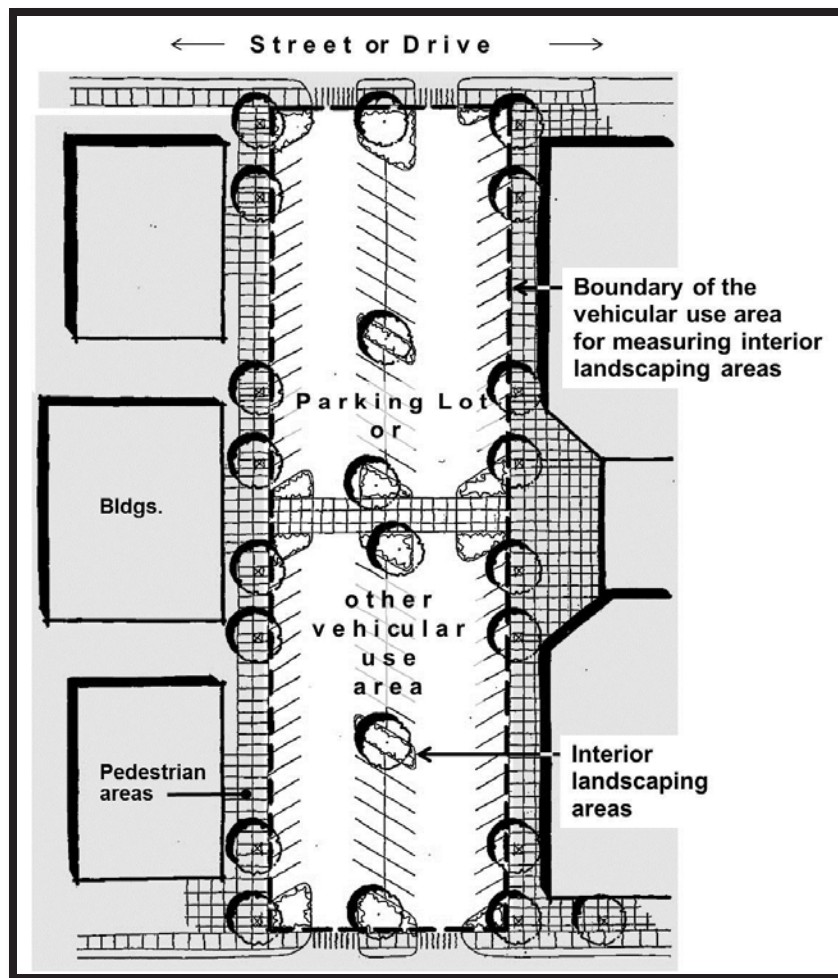 Street or Drive
Boundary of the
vehicular use area
for measuring interior
landscaping areas
Parking Lot
or
Bldgs.
other
vehicular
use
area
Pedestrian
areas
Interior
landscaping
areas